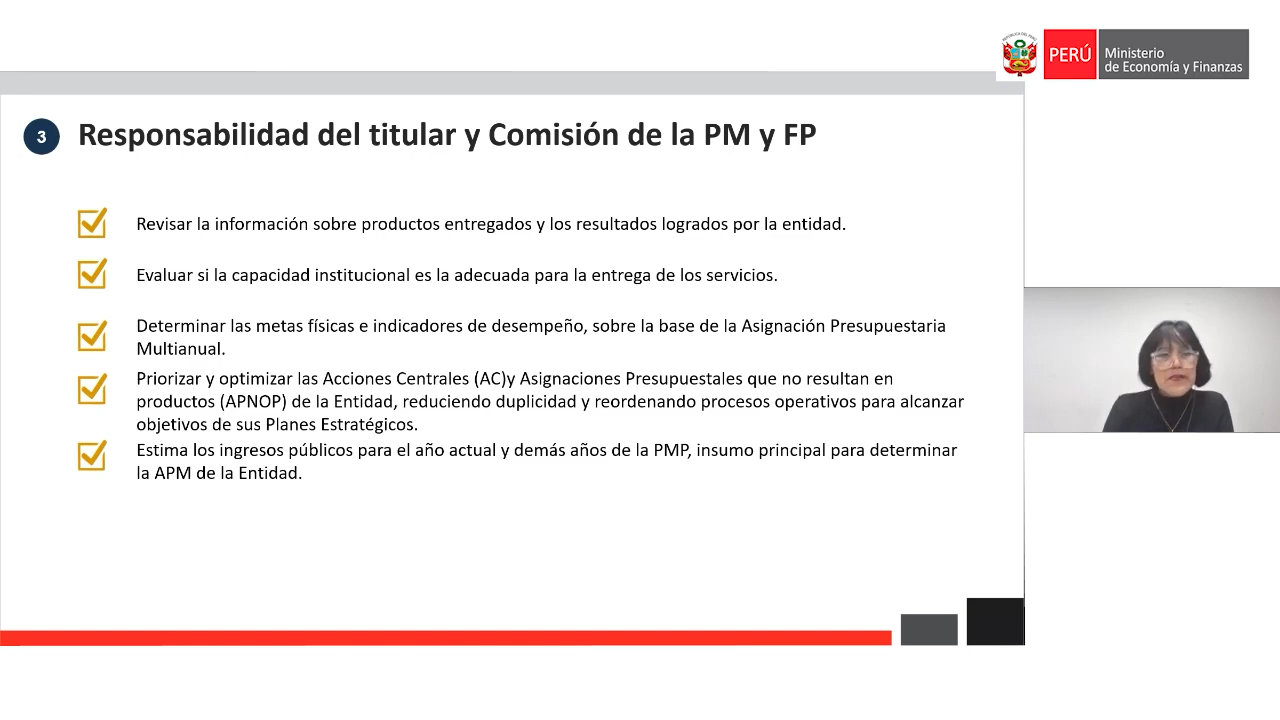 REPÚBLICA DEL PERÚ
PERÚ
Ministerio
de Economía y Finanzas
3
Responsabilidad del titular y Comisión de la PM y FP
Revisar la información sobre productos entregados y los resultados logrados por la entidad.
Evaluar si la capacidad institucional es la adecuada para la entrega de los servicios.
Determinar las metas físicas e indicadores de desempeño, sobre la base de la Asignación Presupuestaria
Multianual.
Priorizar y optimizar las Acciones Centrales (AC)y Asignaciones Presupuestales que no resultan en
productos (APNOP) de la Entidad, reduciendo duplicidad y reordenando procesos operativos para alcanzar
objetivos de sus Planes Estratégicos.
Estima los ingresos públicos para el año actual y demás años de la PMP, insumo principal para determinar
la APM de la Entidad.